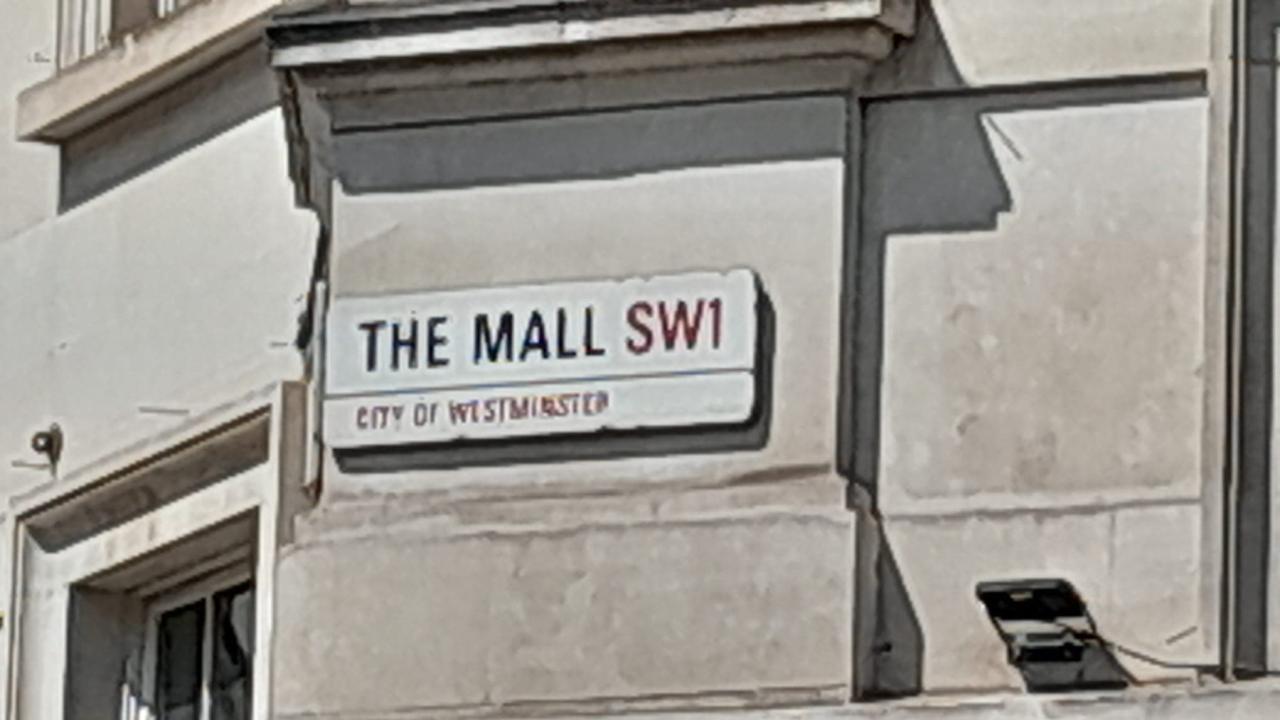 THE MALL SW1
CITY OF WESTMINSTER